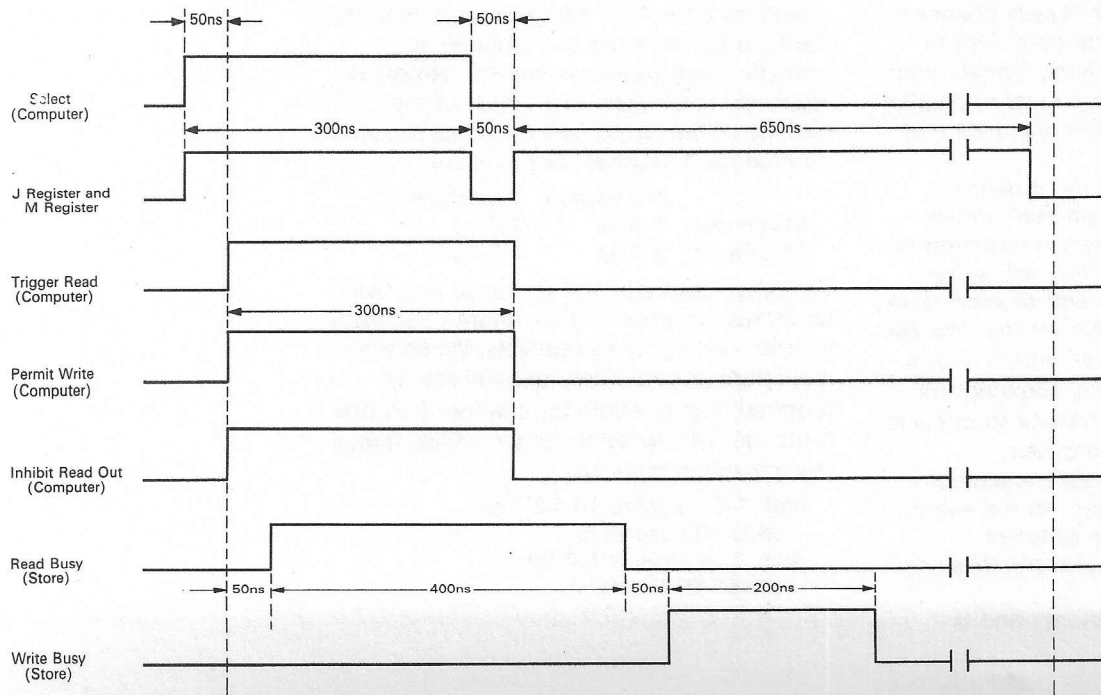 50ns
50ns
Select
(Computer)
300ns
50ns
650ns
J Register and
M Register
Trigger Read
(Computer)
300ns
Permit Write
(Computer)
Inhibit Read Out
(Computer)
Read Busy
(Store)
50ns
400ns
50ns
200ns
Write Busy
(Store)